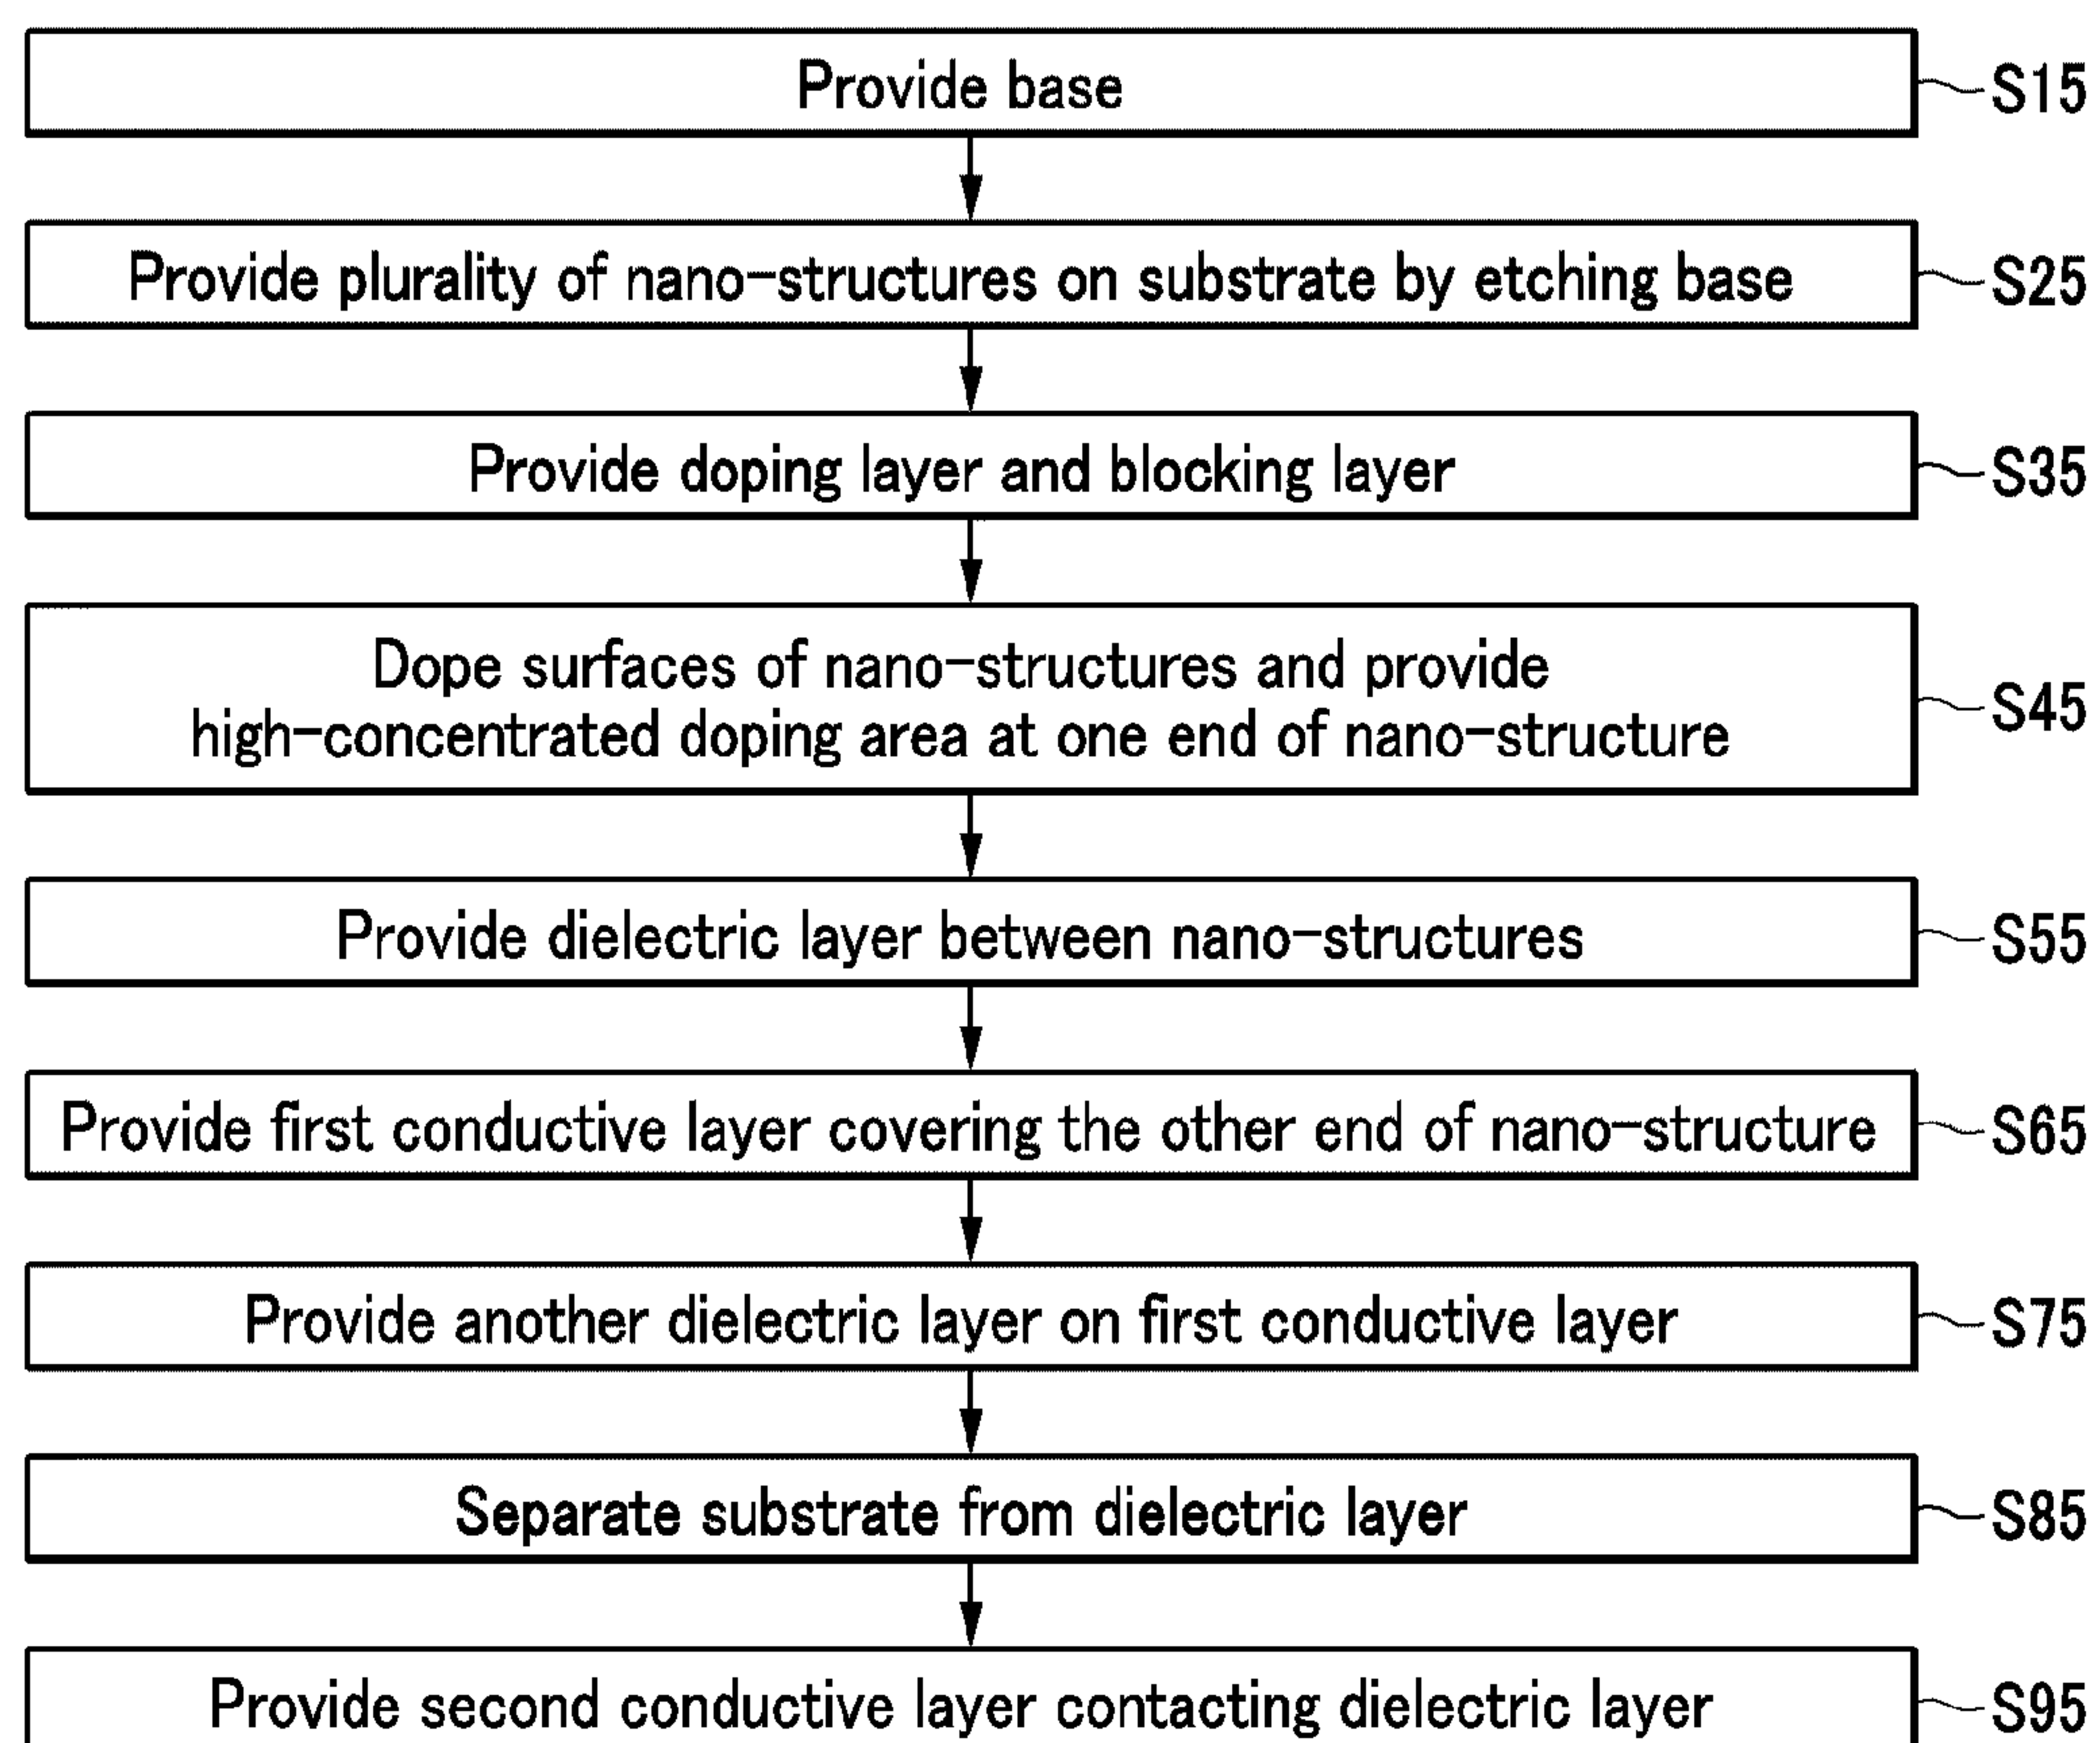 Provide base
S15
Provide plurality of nano-structures on substrate by etching base
S25
Provide doping layer and blocking layer
S35
Dope surfaces of nano-structures and provide
high-concentrated doping area at one end of nano-structure
S45
Provide dielectric layer between nano-structures
S55
Provide first conductive layer covering the other end of nano-structure
S65
Provide another dielectric layer on first conductive layer
S75
Separate substrate from dielectric layer
S85
Provide second conductive layer contacting dielectric layer
S95